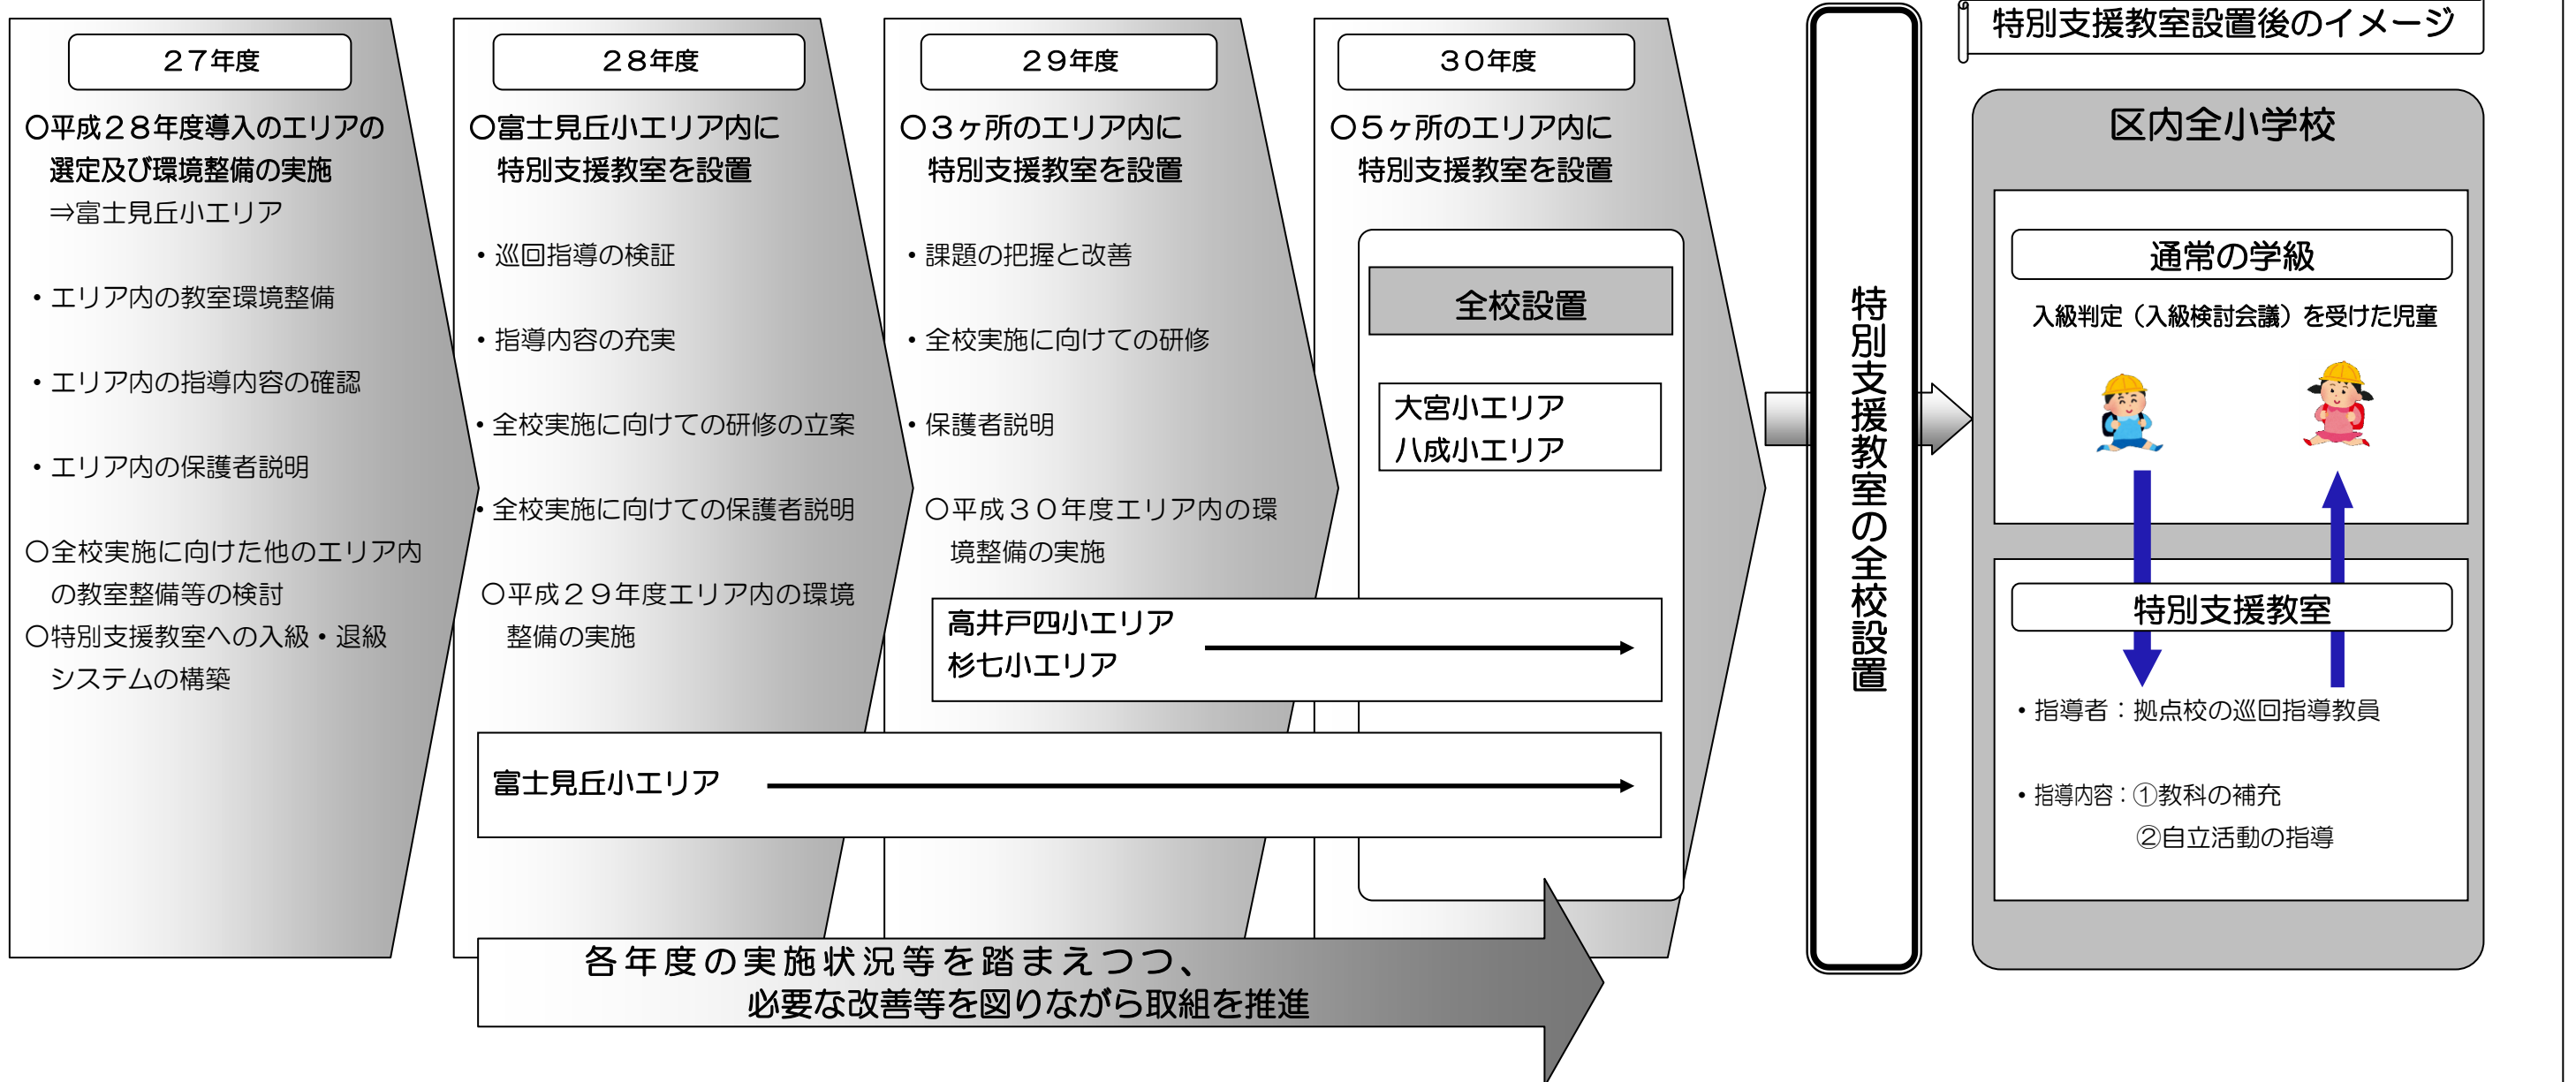 ２７年度
〇平成２８年度導入のエリアの
選定及び環境整備の実施
⇒富士見丘小エリア
・エリア内の教室環境整備
・エリア内の指導内容の確認
・エリア内の保護者説明
〇全校実施に向けた他のエリア内
の教室整備等の検討
〇特別支援教室への入級・退級
システムの構築
２８年度
〇富士見丘小エリア内に
特別支援教室を設置
・巡回指導の検証
・指導内容の充実
・全校実施に向けての研修の立案
・全校実施に向けての保護者説明
〇平成２９年度エリア内の環境
整備の実施
２９年度
〇３ヶ所のエリア内に
特別支援教室を設置
・課題の把握と改善
・全校実施に向けての研修
・保護者説明
〇平成３０年度エリア内の環
境整備の実施
３０年度
〇５ヶ所のエリア内に
特別支援教室を設置
全校設置
大宮小エリア
八成小エリア
高井戸四小エリア
杉七小エリア
富士見丘小エリア
各年度の実施状況等を踏まえつつ、
必要な改善等を図りながら取組を推進
特別支援教室の全校設置
特別支援教室設置後のイメージ
区内全小学校
通常の学級
入級判定（入級検討会議）を受けた児童
特別支援教室
・指導者：拠点校の巡回指導教員
・指導内容：①教科の補充
②自立活動の指導